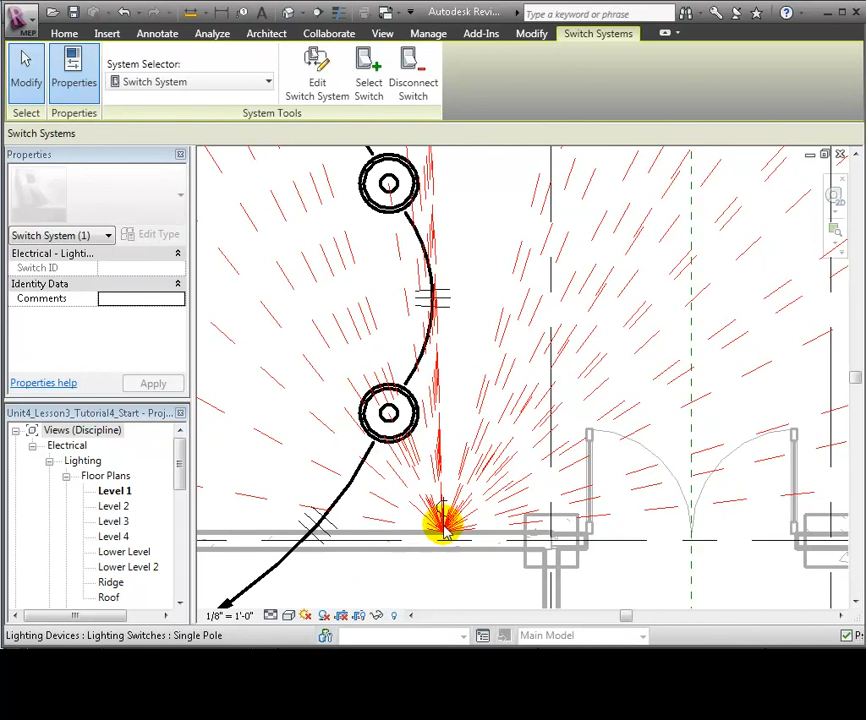 Autodesk Revi...
Type a keyword or phrase
MEP
Home Insert Annotate Analyze Architect Collaborate View Manage Add-Ins Modify Switch Systems
Modify
Properties
System Selector:
Switch System
Edit
Switch System
Select
Switch
Disconnect
Switch
Select Properties System Tools
Switch Systems
Properties
Switch System (1) Edit Type
Electrical - Lighti...
Switch ID
Identity Data
Comments
Properties help Apply
Unit4_Lesson3_Tutorial4_Start - Proj...
Views (Discipline)
Electrical
Lighting
Floor Plans
Level 1
Level 2
Level 3
Level 4
Lower Level
Lower Level 2
Ridge
Roof
1/8" = 1'-0"
Lighting Devices : Lighting Switches : Single Pole Main Model